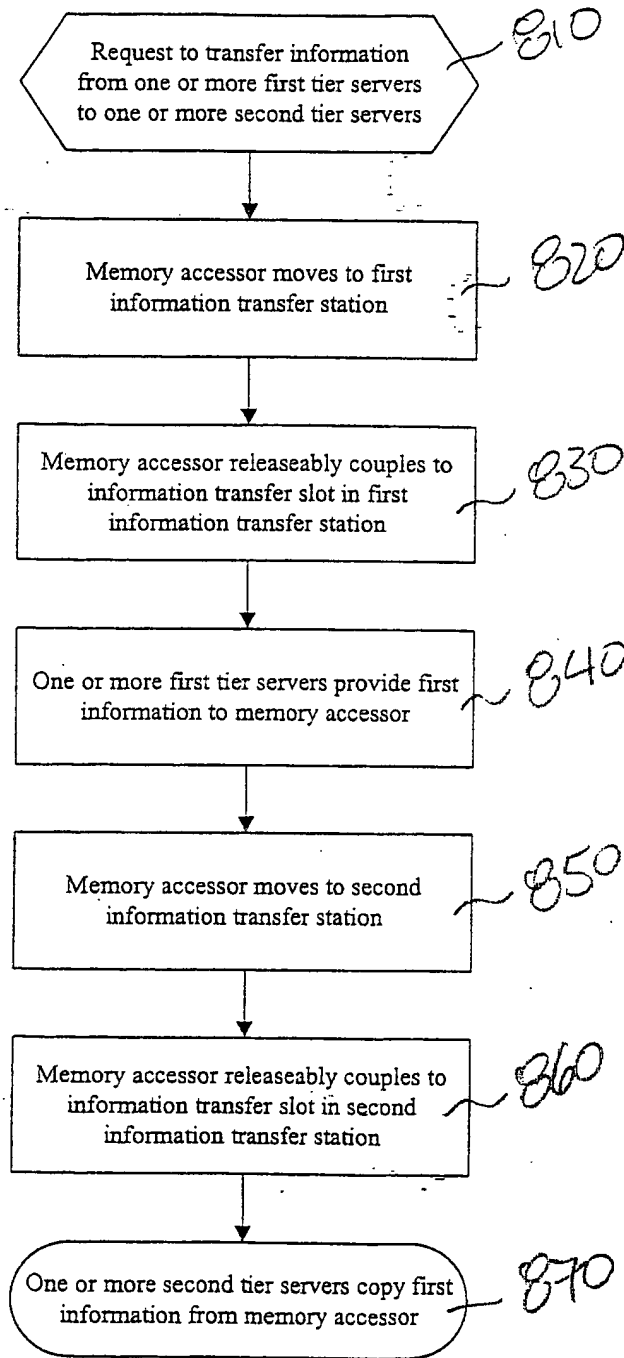 Request to transfer information
from one or more first tier servers
to one or more second tier servers
810
Memory accessor moves to first
information transfer station
820
Memory accessor releaseably couples to
information transfer slot in first
information transfer station
830
One or more first tier servers provide first
information to memory accessor
840
Memory accessor moves to second
information transfer station
850
Memory accessor releaseably couples to
information transfer slot in second
information transfer station
860
One or more second tier servers copy first
information from memory accessor
870